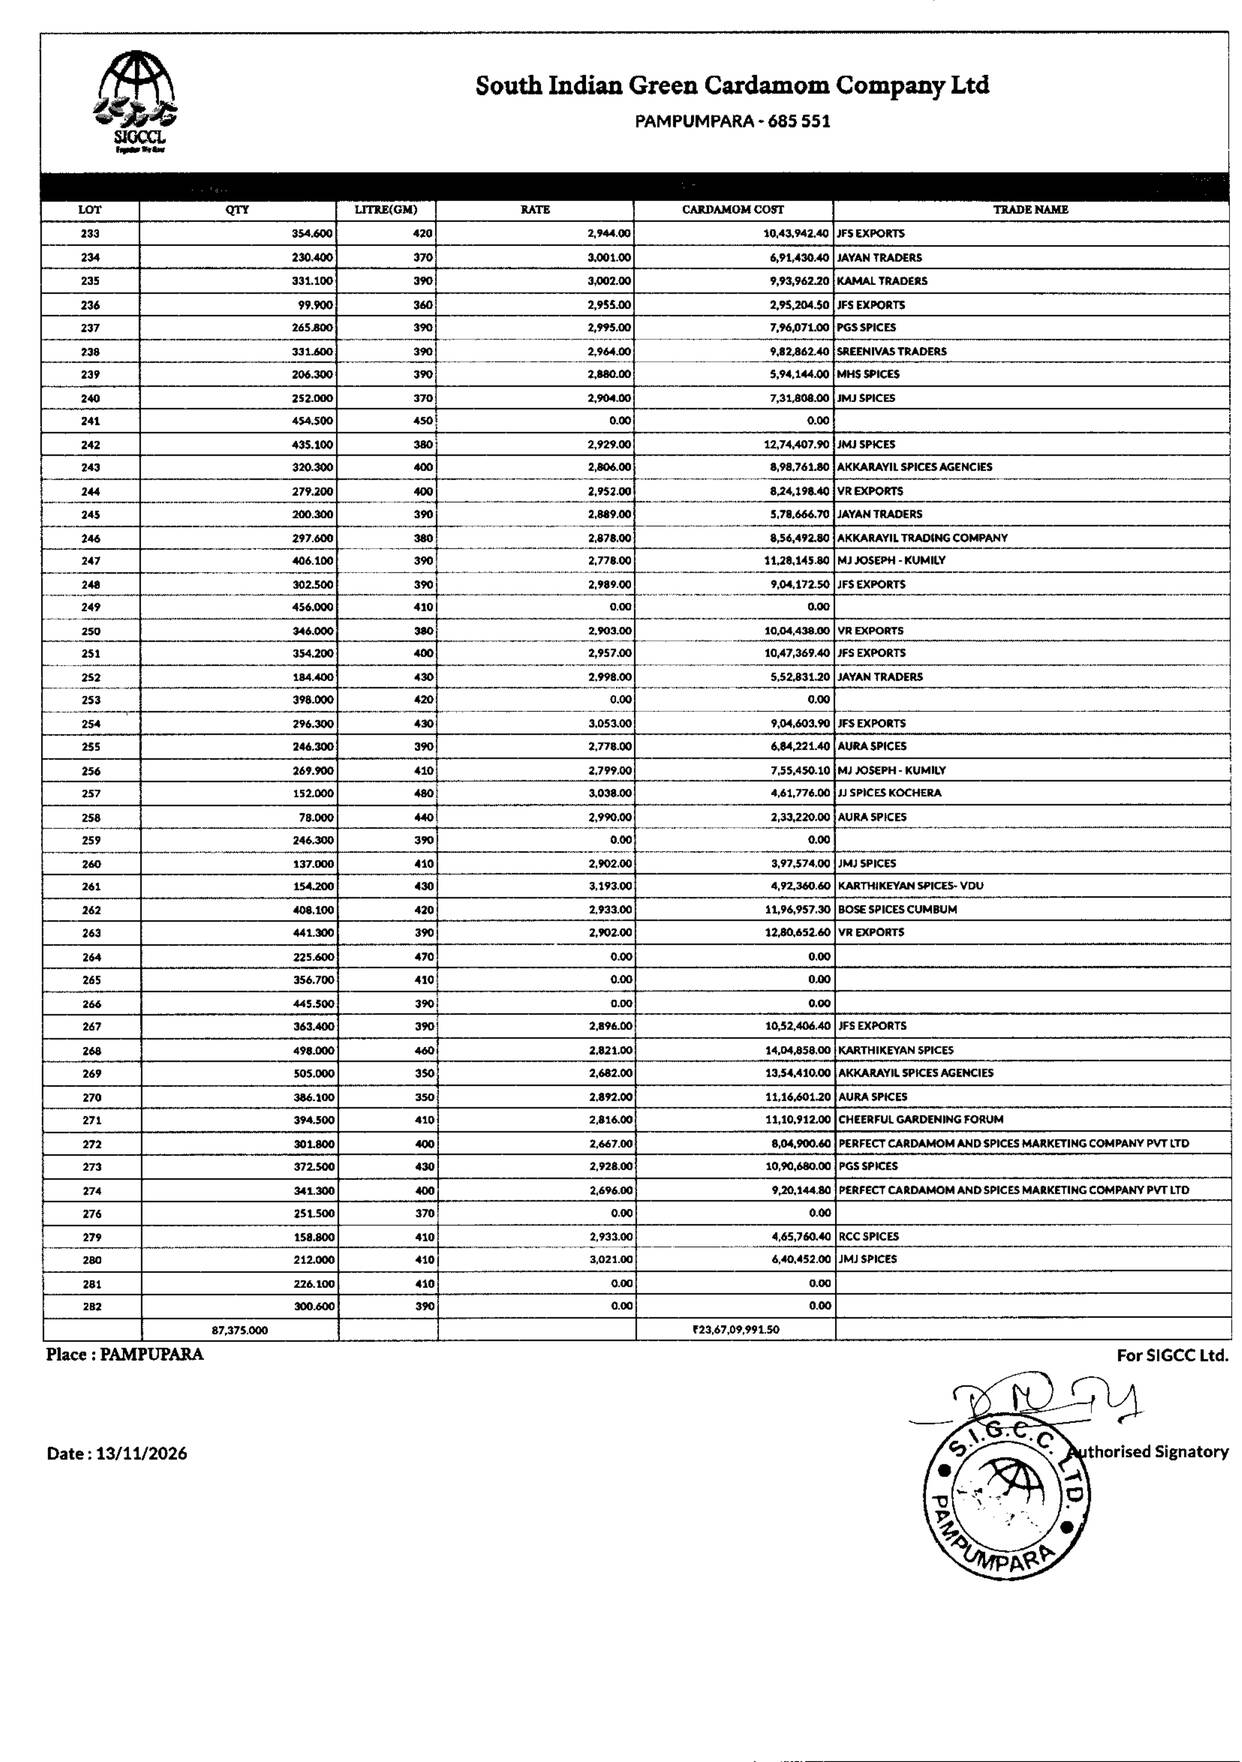 SIGCCL
Together We Grow
South Indian Green Cardamom Company Ltd
PAMPUMPARA - 685 551
LOT QTY LITRE(GM) RATE CARDAMOM COST TRADE NAME
233 354.600 420 2,944.00 10,43,942.40 JFS EXPORTS
234 230.400 370 3,001.00 6,91,430.40 JAYAN TRADERS
235 331.100 390 3,002.00 9,93,962.20 KAMAL TRADERS
236 99.900 360 2,955.00 2,95,204.50 JFS EXPORTS
237 265.800 390 2,995.00 7,96,071.00 PGS SPICES
238 331.600 390 2,964.00 9,82,862.40 SREENIVAS TRADERS
239 206.300 390 2,880.00 5,94,144.00 MHS SPICES
240 252.000 370 2,904.00 7,31,808.00 JMJ SPICES
241 454.500 450 0.00 0.00
242 435.100 380 2,929.00 12,74,407.90 JMJ SPICES
243 320.300 400 2,806.00 8,98,761.80 AKKARAYIL SPICES AGENCIES
244 279.200 400 2,952.00 8,24,198.40 VR EXPORTS
245 200.300 390 2,889.00 5,78,666.70 JAYAN TRADERS
246 297.600 380 2,878.00 8,56,492.80 AKKARAYIL TRADING COMPANY
247 406.100 390 2,778.00 11,28,145.80 MJ JOSEPH - KUMILY
248 302.500 390 2,989.00 9,04,172.50 JFS EXPORTS
249 456.000 410 0.00 0.00
250 346.000 380 2,903.00 10,04,438.00 VR EXPORTS
251 354.200 400 2,957.00 10,47,369.40 JFS EXPORTS
252 184.400 430 2,998.00 5,52,831.20 JAYAN TRADERS
253 398.000 420 0.00 0.00
254 296.300 430 3,053.00 9,04,603.90 JFS EXPORTS
255 246.300 390 2,778.00 6,84,221.40 AURA SPICES
256 269.900 410 2,799.00 7,55,450.10 MJ JOSEPH - KUMILY
257 152.000 480 3,038.00 4,61,776.00 JJ SPICES KOCHERA
258 78.000 440 2,990.00 2,33,220.00 AURA SPICES
259 246.300 390 0.00 0.00
260 137.000 410 2,902.00 3,97,574.00 JMJ SPICES
261 154.200 430 3,193.00 4,92,360.60 KARTHIKEYAN SPICES- VDU
262 408.100 420 2,933.00 11,96,957.30 BOSE SPICES CUMBUM
263 441.300 390 2,902.00 12,80,652.60 VR EXPORTS
264 225.600 470 0.00 0.00
265 356.700 410 0.00 0.00
266 445.500 390 0.00 0.00
267 363.400 390 2,896.00 10,52,406.40 JFS EXPORTS
268 498.000 460 2,821.00 14,04,858.00 KARTHIKEYAN SPICES
269 505.000 350 2,682.00 13,54,410.00 AKKARAYIL SPICES AGENCIES
270 386.100 350 2,892.00 11,16,601.20 AURA SPICES
271 394.500 410 2,816.00 11,10,912.00 CHEERFUL GARDENING FORUM
272 301.800 400 2,667.00 8,04,900.60 PERFECT CARDAMOM AND SPICES MARKETING COMPANY PVT LTD
273 372.500 430 2,928.00 10,90,680.00 PGS SPICES
274 341.300 400 2,696.00 9,20,144.80 PERFECT CARDAMOM AND SPICES MARKETING COMPANY PVT LTD
276 251.500 370 0.00 0.00
279 158.800 410 2,933.00 4,65,760.40 RCC SPICES
280 212.000 410 3,021.00 6,40,452.00 JMJ SPICES
281 226.100 410 0.00 0.00
282 300.600 390 0.00 0.00
87,375.000 ₹23,67,09,991.50
Place : PAMPUPARA
For SIGCC Ltd.
Date : 13/11/2026
Authorised Signatory
S.I.G.C.C. LTD.
PAMPUMPARA